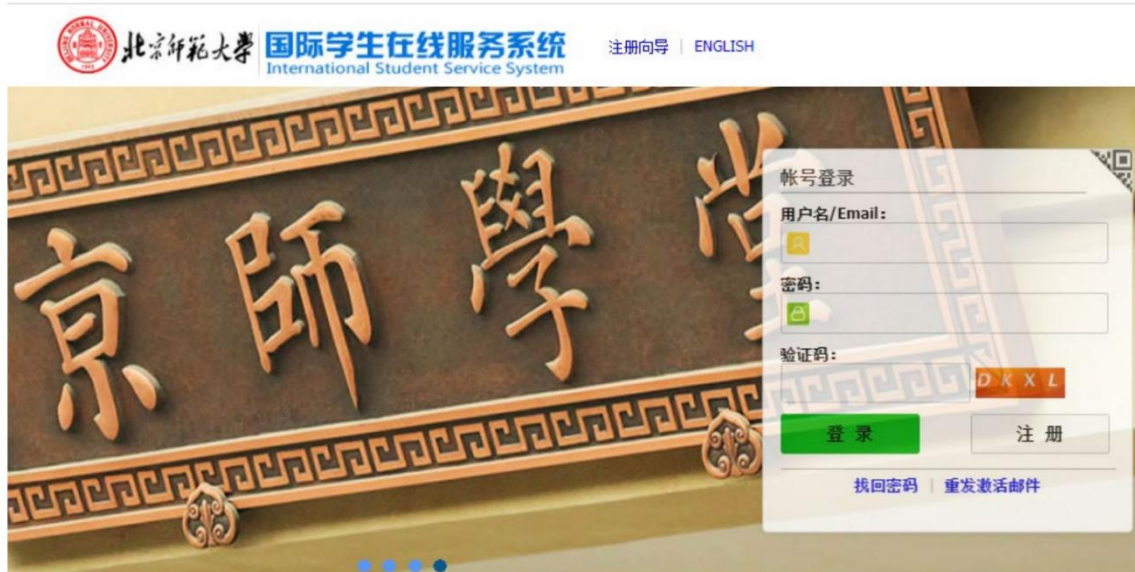 北京师范大学 国际学生在线服务系统 注册向导 | ENGLISH
International Student Service System
京師學堂
帐号登录
用户名/Email:
密码:
验证码:
DKXL
登 录 注 册
找回密码 | 重发激活邮件